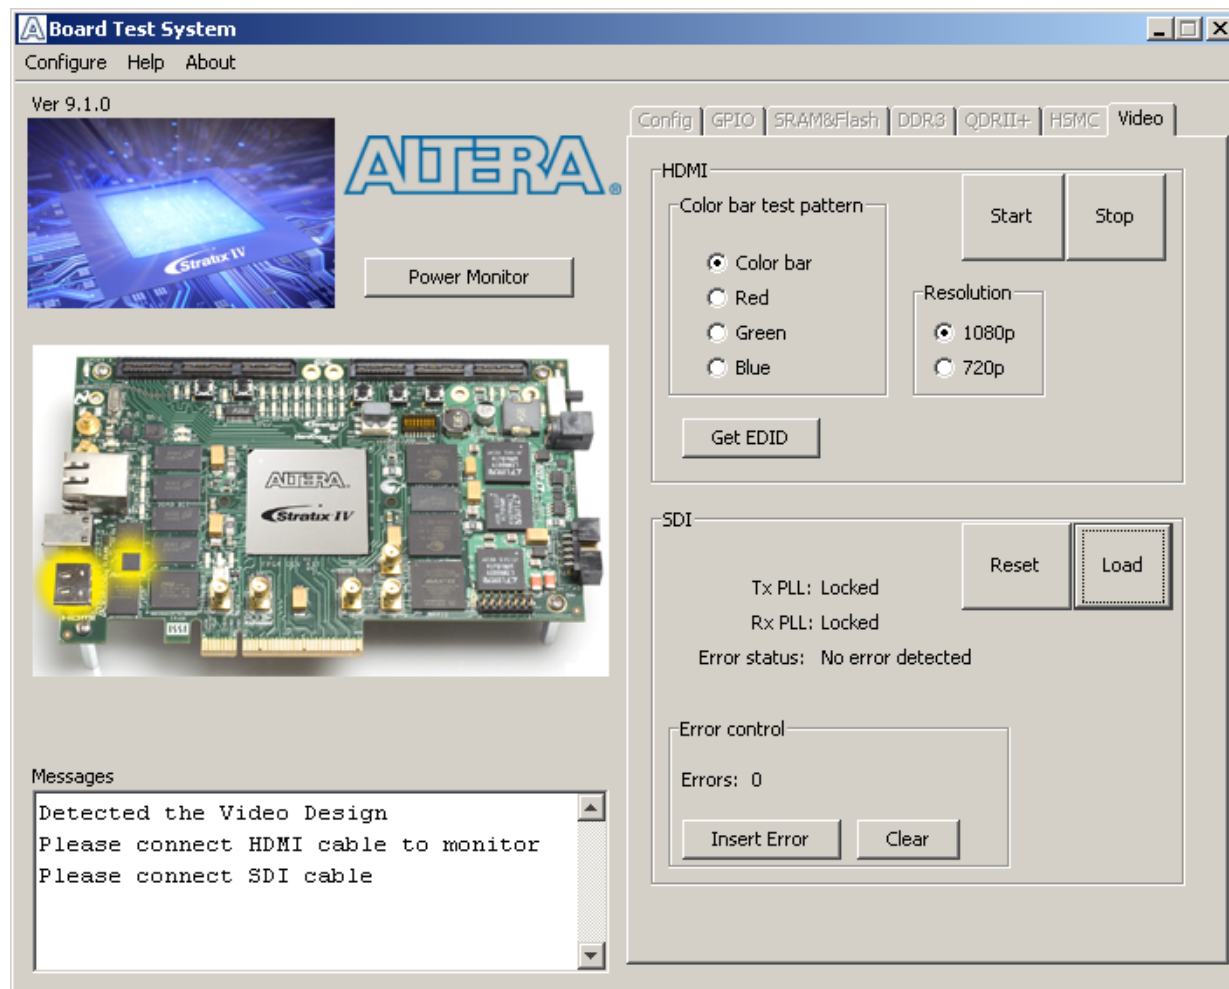 Board Test System
Configure Help About
Ver 9.1.0
Stratix IV
ALTERA®
Power Monitor
ALTERA
Stratix IV
HDMI
ISSI
Messages
Detected the Video Design
Please connect HDMI cable to monitor
Please connect SDI cable
Config GPIO SRAM&Flash DDR3 QDRII+ HSMC Video
HDMI
Color bar test pattern
Color bar
Red
Green
Blue
Start Stop
Resolution
1080p
720p
Get EDID
SDI
Reset Load
Tx PLL: Locked
Rx PLL: Locked
Error status: No error detected
Error control
Errors: 0
Insert Error Clear